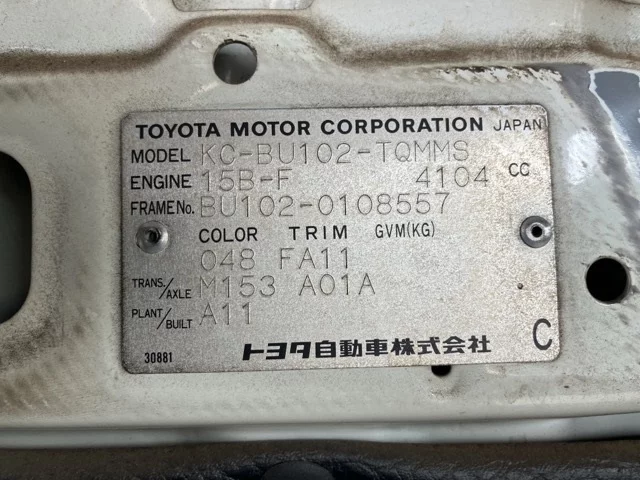 TOYOTA MOTOR CORPORATION JAPAN
MODEL KC-BU102-TQMMS
ENGINE 15B-F 4104 CC
FRAME No. BU102-0108557
COLOR TRIM GVM(KG)
048 FA11
TRANS./AXLE M153 A01A
PLANT/BUILT A11
30881 トヨタ自動車株式会社 C